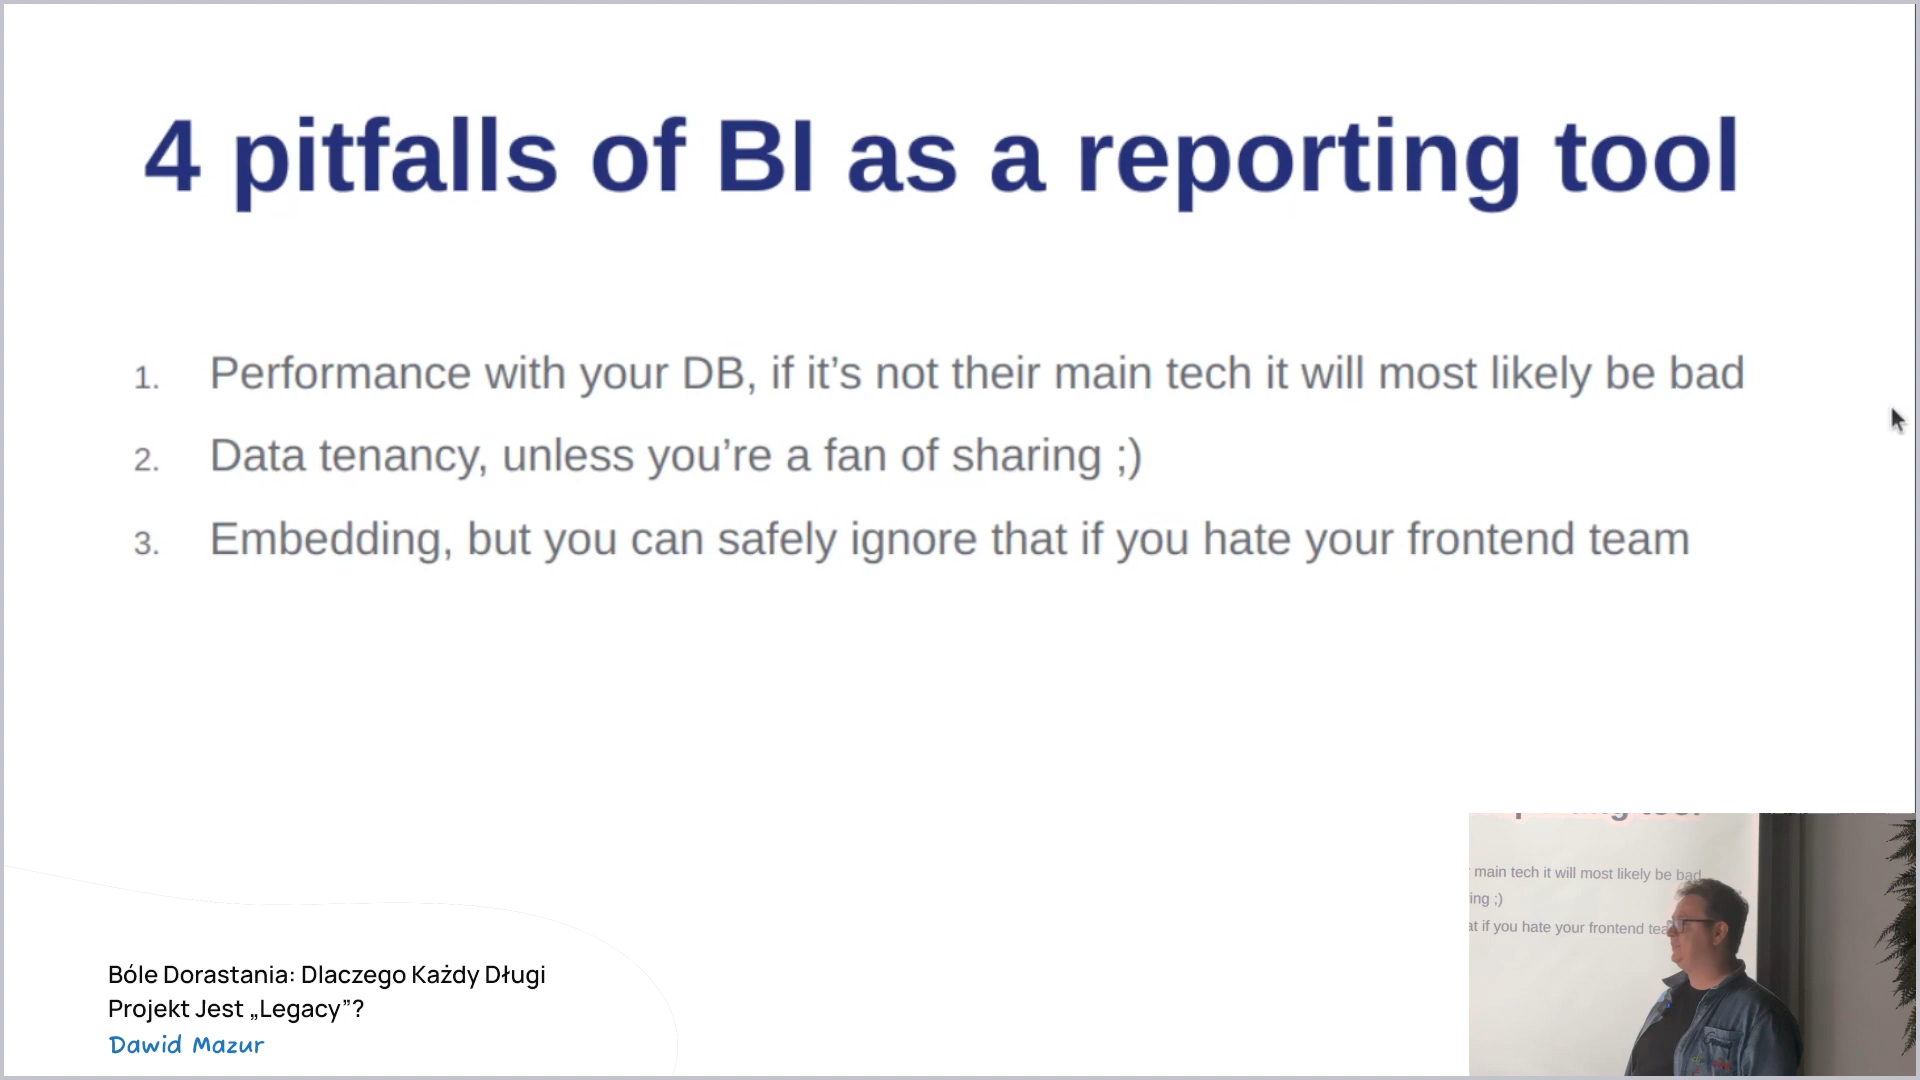 4 pitfalls of BI as a reporting tool
1. Performance with your DB, if it’s not their main tech it will most likely be bad
2. Data tenancy, unless you’re a fan of sharing ;)
3. Embedding, but you can safely ignore that if you hate your frontend team
main tech it will most likely be bad
ing ;)
at if you hate your frontend tea
Bóle Dorastania: Dlaczego Każdy Długi
Projekt Jest „Legacy”?
Dawid Mazur